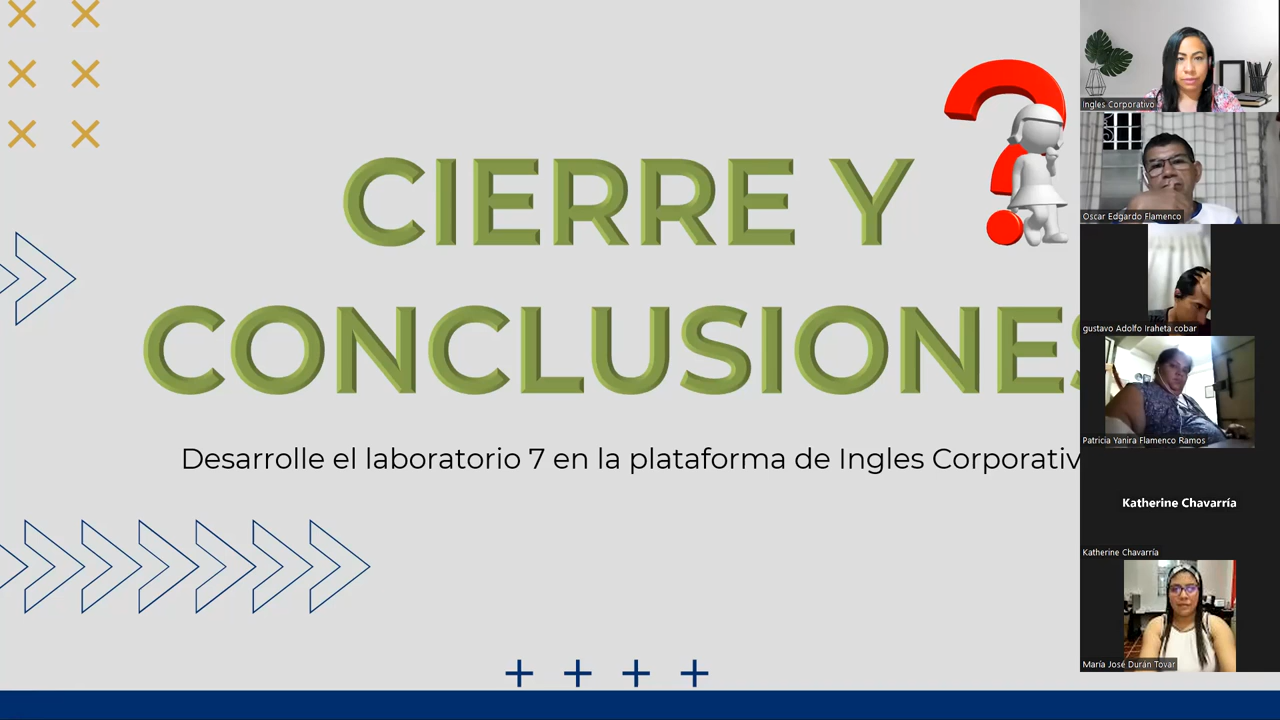 CIERRE Y
CONCLUSIONES
Desarrolle el laboratorio 7 en la plataforma de Ingles Corporativ
Ingles Corporativo
Oscar Edgardo Flamenco
gustavo Adolfo Iraheta cobar
Patricia Yanira Flamenco Ramos
Katherine Chavarría
Katherine Chavarría
María José Durán Tovar